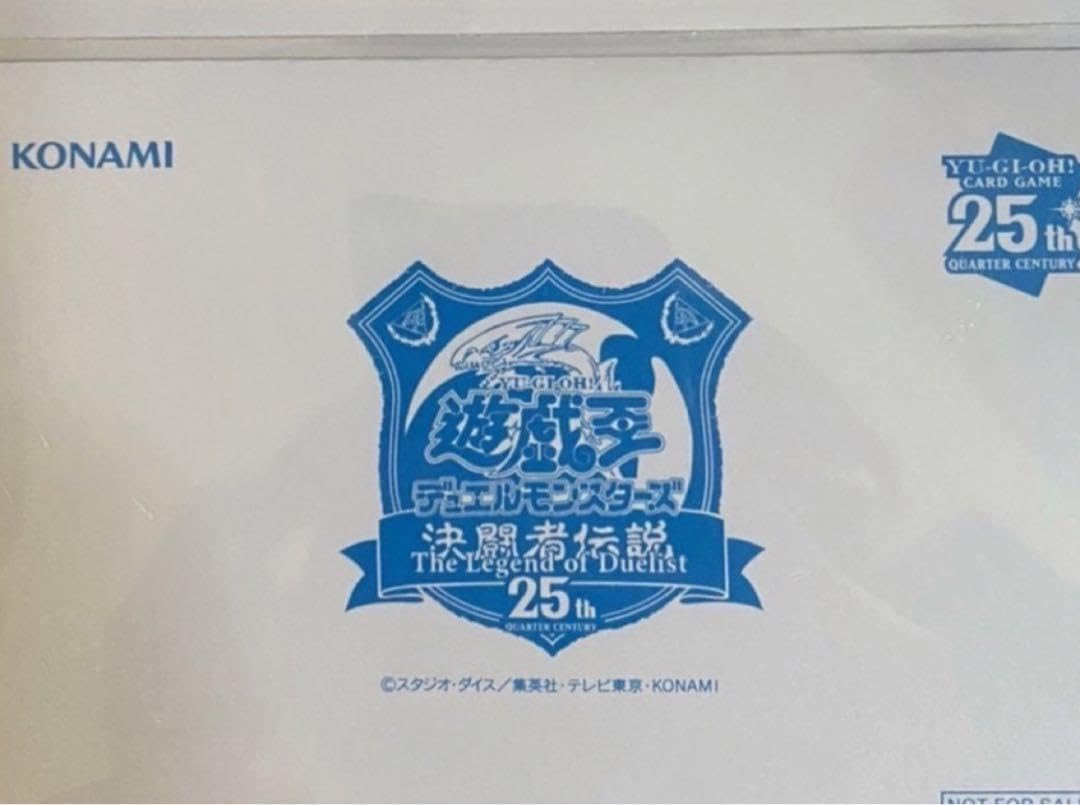 KONAMI
YU-GI-OH!
CARD GAME
25th
QUARTER CENTURY
YU-GI-OH!
遊戯王
デュエルモンスターズ
決闘者伝説
The Legend of Duelist
25th
QUARTER CENTURY
©スタジオ・ダイス/集英社・テレビ東京・KONAMI
NOT FOR SAL